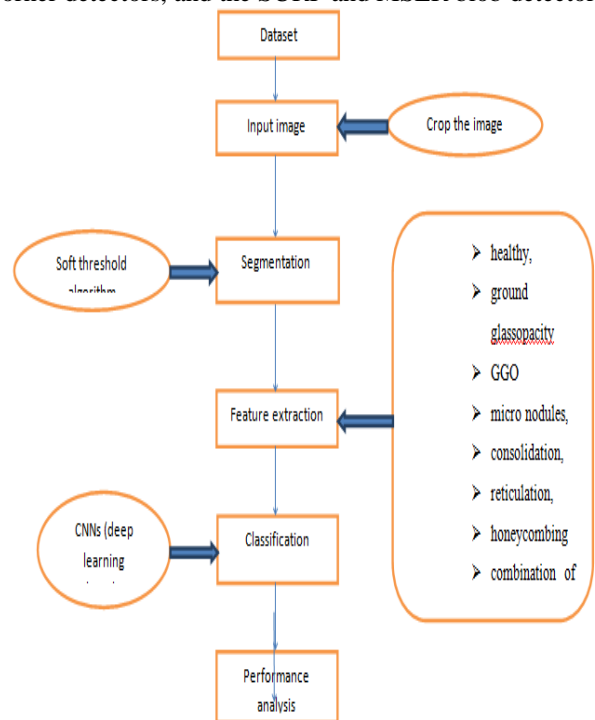 Dataset
Input image
Crop the image
Soft threshold
algorithm
Segmentation
healthy,
ground
glassopacity
GGO
micro nodules,
consolidation,
reticulation,
honeycombing
combination of
Feature extraction
CNNs (deep
learning
Classification
Performance
analysis